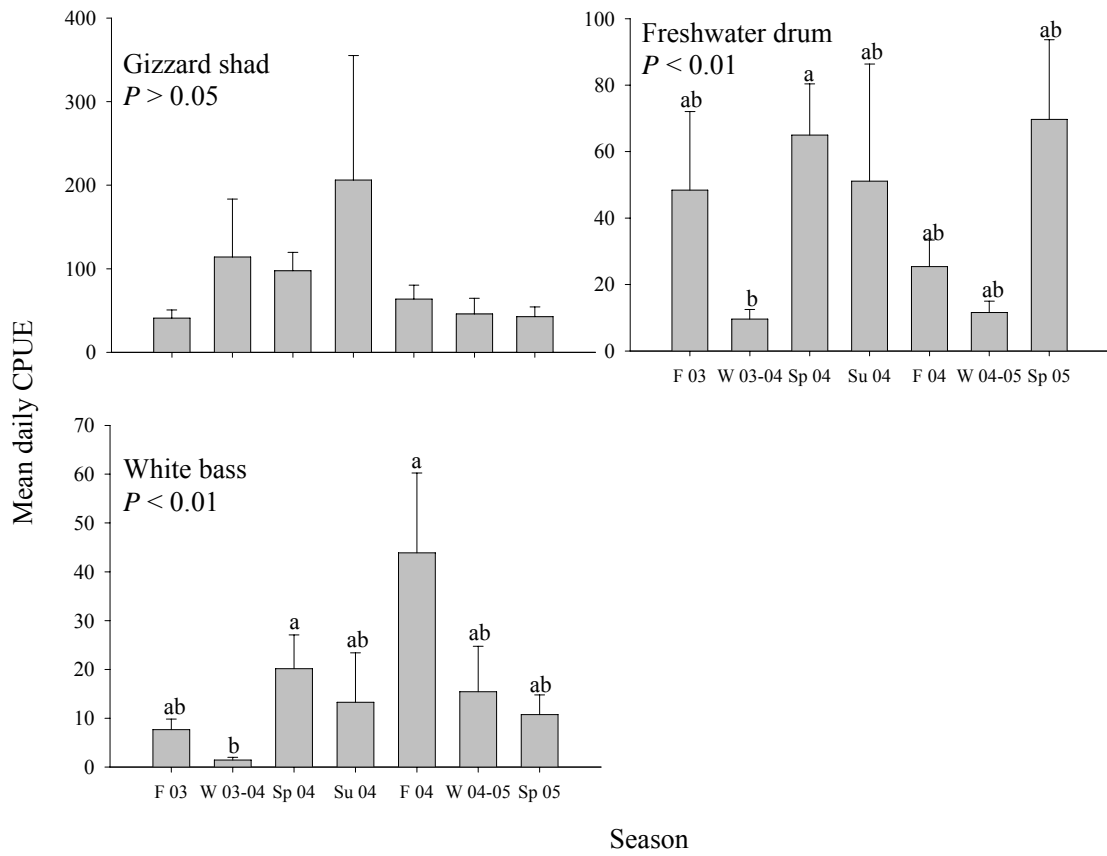 Mean daily CPUE
400
300
200
100
0
Gizzard shad
P > 0.05
100
80
60
40
20
0
Freshwater drum
P < 0.01
ab
b
a
ab
ab
ab
ab
F 03 W 03-04 Sp 04 Su 04 F 04 W 04-05 Sp 05
70
60
50
40
30
20
10
0
White bass
P < 0.01
ab
b
a
ab
a
ab
ab
F 03 W 03-04 Sp 04 Su 04 F 04 W 04-05 Sp 05
Season